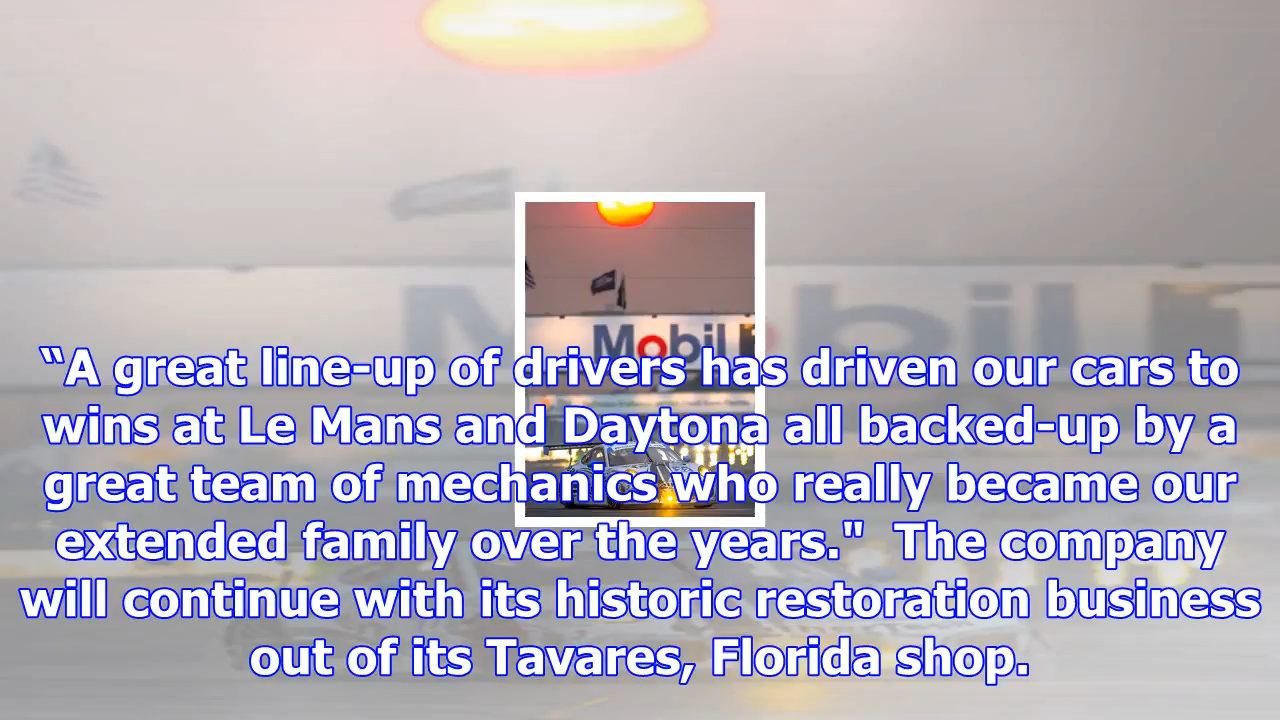 Mobil
“A great line-up of drivers has driven our cars to
wins at Le Mans and Daytona all backed-up by a
great team of mechanics who really became our
extended family over the years."  The company
will continue with its historic restoration business
out of its Tavares, Florida shop.